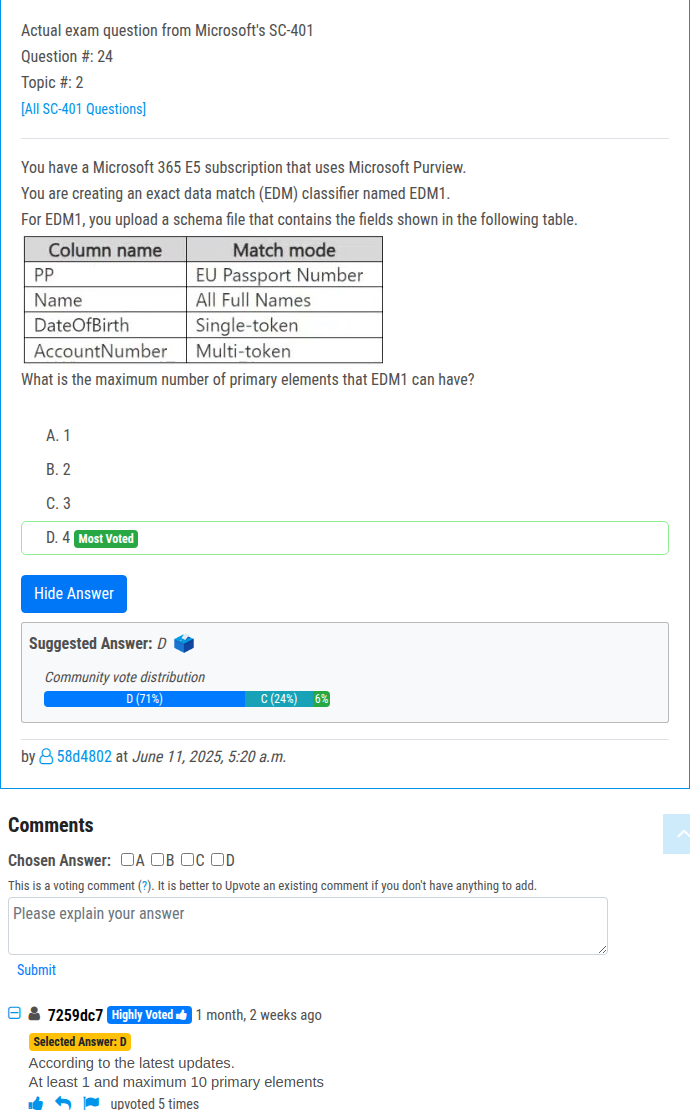 Actual exam question from Microsoft's SC-401
Question #: 24
Topic #: 2
[All SC-401 Questions]
You have a Microsoft 365 E5 subscription that uses Microsoft Purview.
You are creating an exact data match (EDM) classifier named EDM1.
For EDM1, you upload a schema file that contains the fields shown in the following table.
Column name Match mode
PP EU Passport Number
Name All Full Names
DateOfBirth Single-token
AccountNumber Multi-token
What is the maximum number of primary elements that EDM1 can have?
A. 1
B. 2
C. 3
D. 4 Most Voted
Hide Answer
Suggested Answer: D
Community vote distribution
D (71%) C (24%) 6%
by 58d4802 at June 11, 2025, 5:20 a.m.
Comments
Chosen Answer: A B C D
This is a voting comment (?). It is better to Upvote an existing comment if you don't have anything to add.
Please explain your answer
Submit
7259dc7 Highly Voted 1 month, 2 weeks ago
Selected Answer: D
According to the latest updates.
At least 1 and maximum 10 primary elements
upvoted 5 times